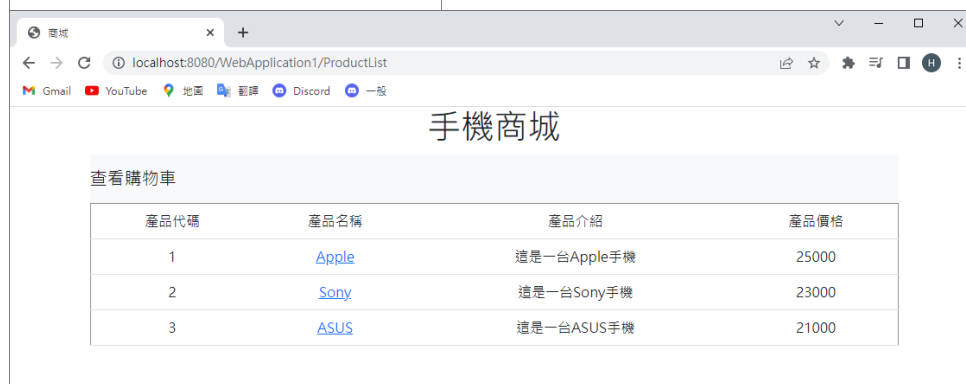 商城
localhost:8080/WebApplication1/ProductList
H
Gmail YouTube 地圖 翻譯 Discord 一般
手機商城
查看購物車
產品代碼 產品名稱 產品介紹 產品價格
1 Apple 這是一台Apple手機 25000
2 Sony 這是一台Sony手機 23000
3 ASUS 這是一台ASUS手機 21000